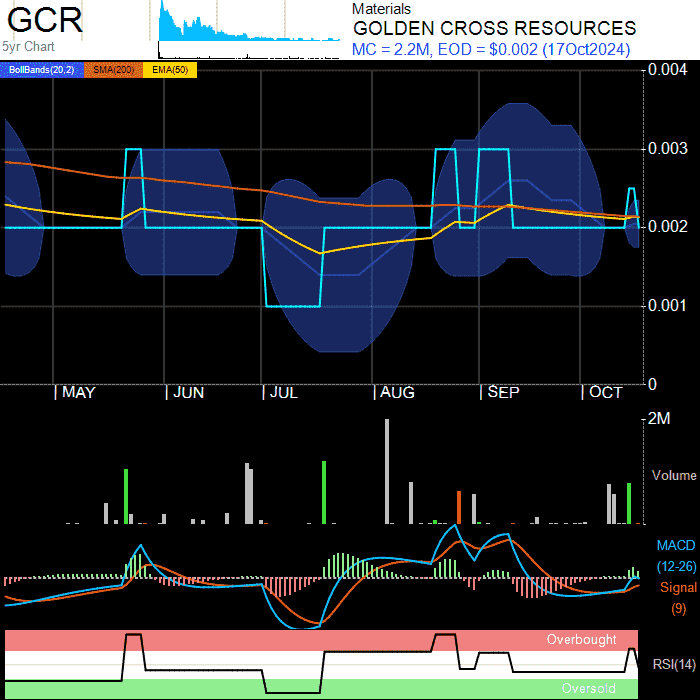 GCR
5yr Chart
Materials
GOLDEN CROSS RESOURCES
MC = 2.2M, EOD = $0.002 (17Oct2024)
BollBands(20,2) SMA(200) EMA(50)
0.004
0.003
0.002
0.001
0
MAY JUN JUL AUG SEP OCT
2M
Volume
MACD
(12-26)
Signal
(9)
Overbought
RSI(14)
Oversold